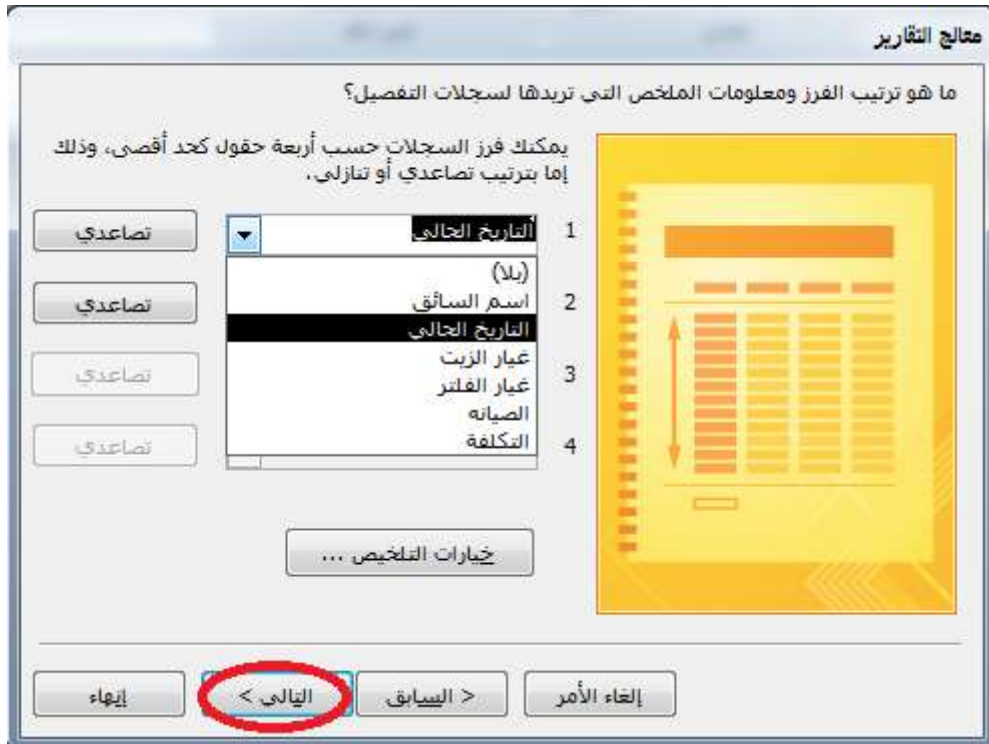 معالج التقارير
ما هو ترتيب الفرز ومعلومات الملخص التي تريدها لسجلات التفصيل؟
يمكنك فرز السجلات حسب أربعة حقول كحد أقصى، وذلك
إما بترتيب تصاعدي أو تنازلي.
1 التاريخ الحالي تصاعدي
(بلا)
2 اسم السائق تصاعدي
التاريخ الحالي
غيار الزيت
3 غيار الفلتر تصاعدي
الصيانه
4 التكلفة تصاعدي
خيارات التلخيص ...
إلغاء الأمر < السابق التالي > إنهاء